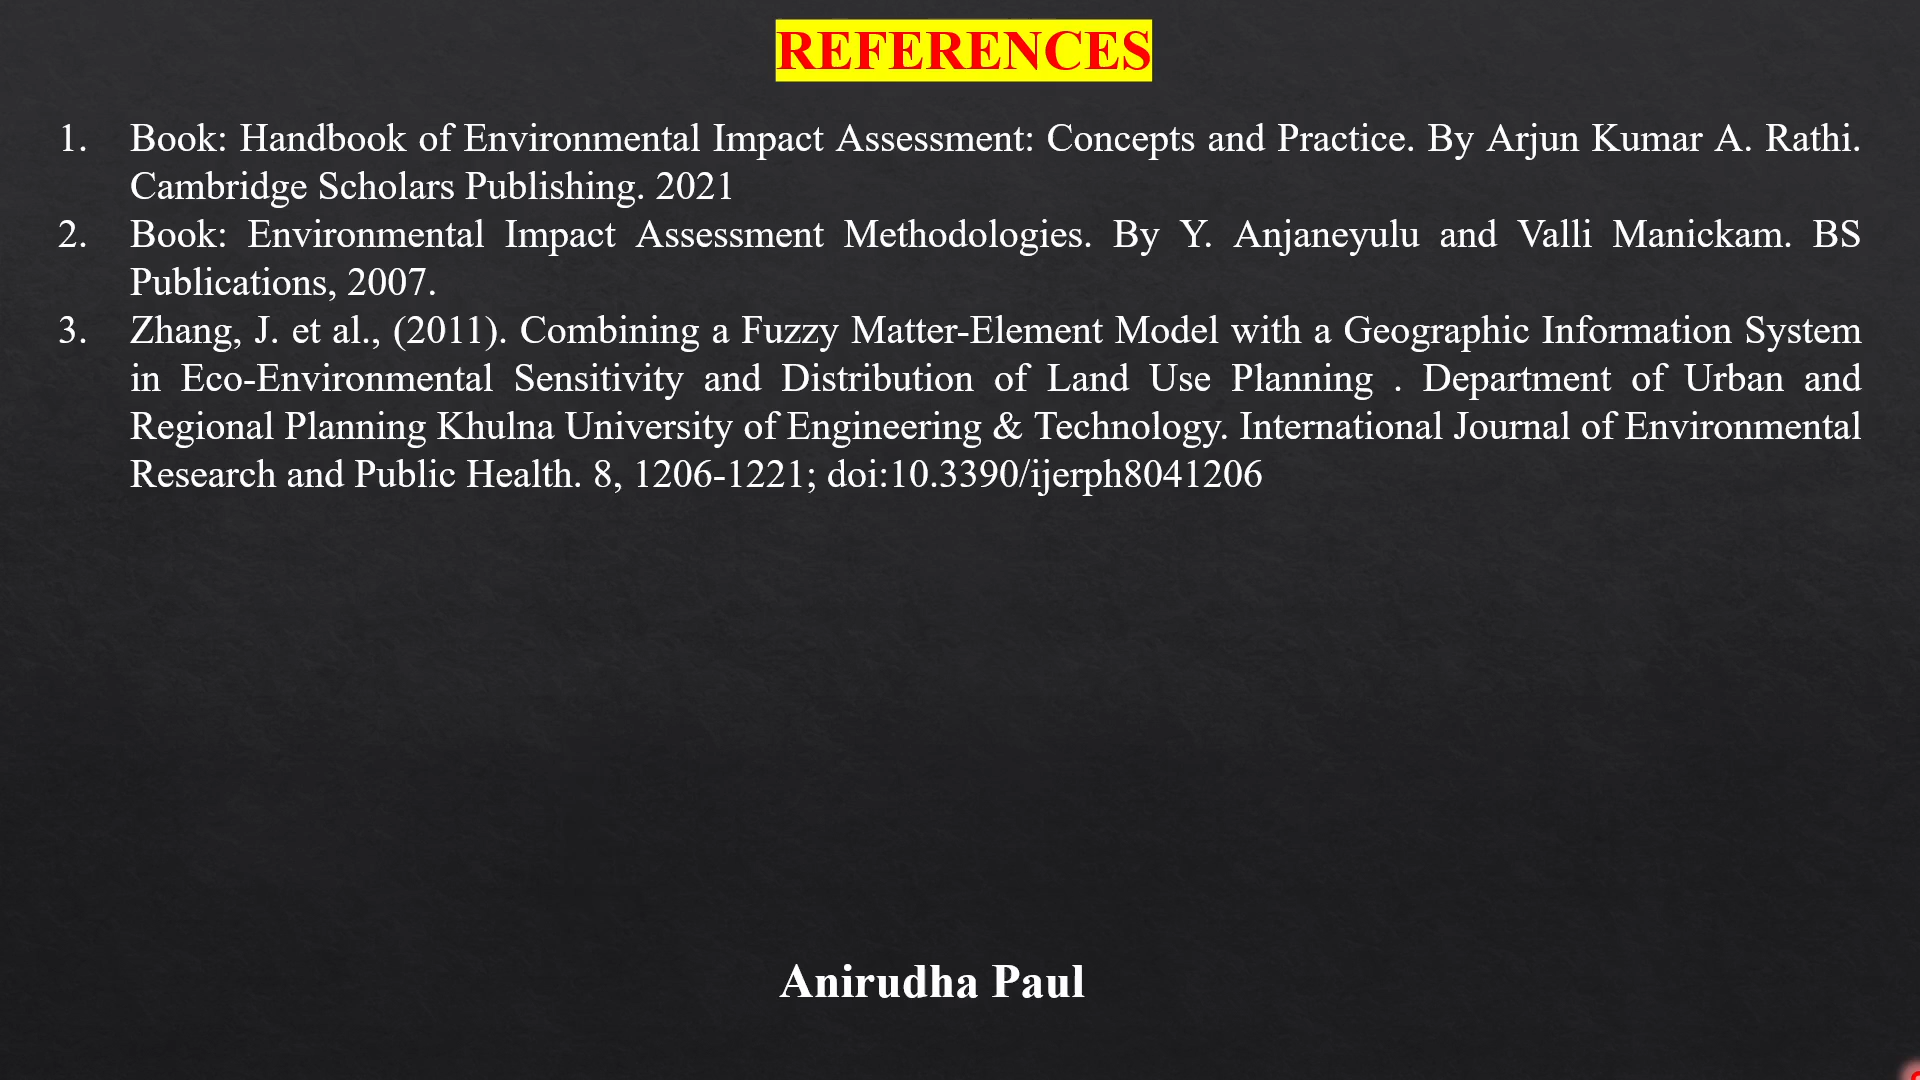 REFERENCES
1. Book: Handbook of Environmental Impact Assessment: Concepts and Practice. By Arjun Kumar A. Rathi.
Cambridge Scholars Publishing. 2021
2. Book: Environmental Impact Assessment Methodologies. By Y. Anjaneyulu and Valli Manickam. BS
Publications, 2007.
3. Zhang, J. et al., (2011). Combining a Fuzzy Matter-Element Model with a Geographic Information System
in Eco-Environmental Sensitivity and Distribution of Land Use Planning . Department of Urban and
Regional Planning Khulna University of Engineering & Technology. International Journal of Environmental
Research and Public Health. 8, 1206-1221; doi:10.3390/ijerph8041206
Anirudha Paul